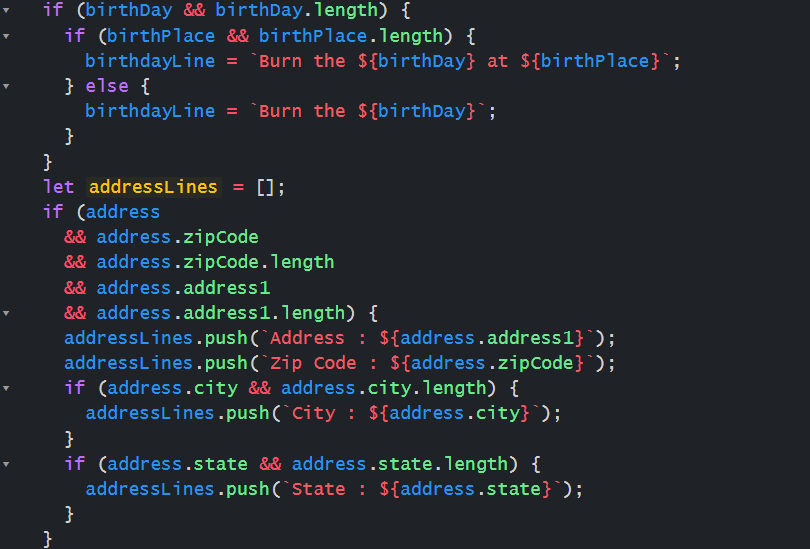 if (birthDay && birthDay.length) {
if (birthPlace && birthPlace.length) {
birthdayLine = `Burn the ${birthDay} at ${birthPlace}`;
} else {
birthdayLine = `Burn the ${birthDay}`;
}
}
let addressLines = [];
if (address
&& address.zipCode
&& address.zipCode.length
&& address.address1
&& address.address1.length) {
addressLines.push(`Address : ${address.address1}`);
addressLines.push(`Zip Code : ${address.zipCode}`);
if (address.city && address.city.length) {
addressLines.push(`City : ${address.city}`);
}
if (address.state && address.state.length) {
addressLines.push(`State : ${address.state}`);
}
}